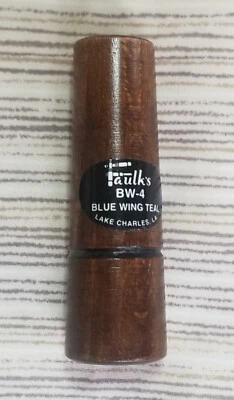 Faulk's
BW-4
BLUE WING TEAL
LAKE CHARLES, LA